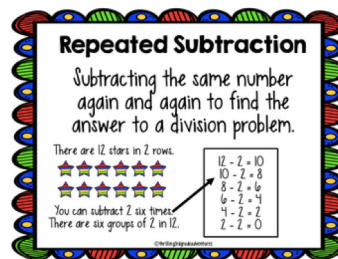 Repeated Subtraction
Subtracting the same number
again and again to find the
answer to a division problem.
There are 12 stars in 2 rows.
You can subtract 2 six times.
There are six groups of 2 in 12.
12 - 2 = 10
10 - 2 = 8
8 - 2 = 6
6 - 2 = 4
4 - 2 = 2
2 - 2 = 0